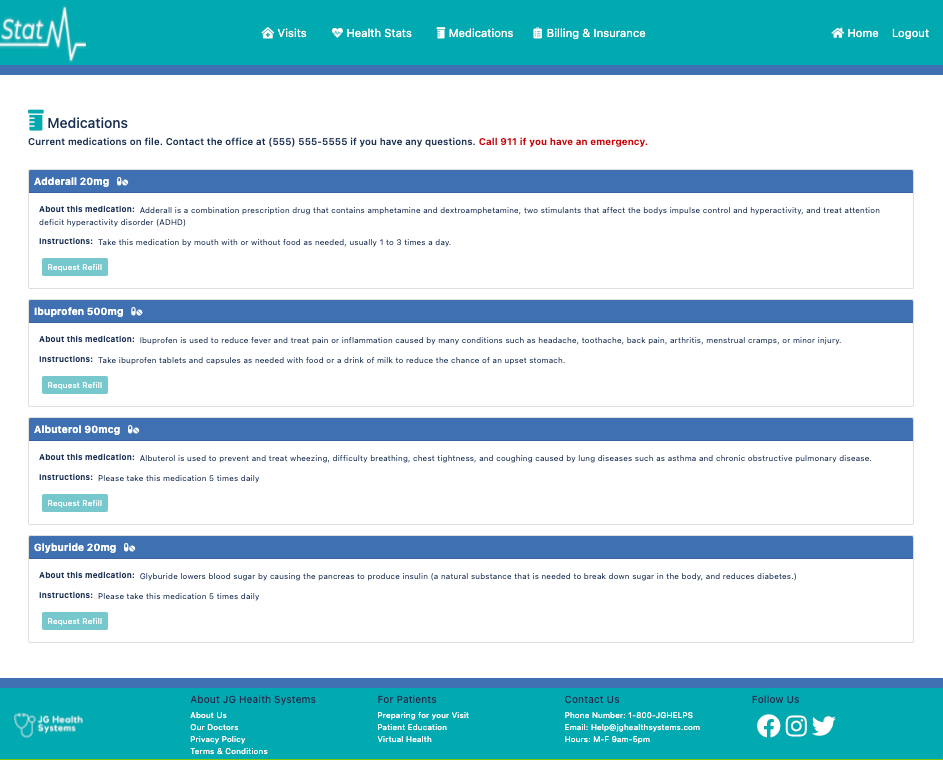 Stat
Visits
Health Stats
Medications
Billing & Insurance
Home
Logout
Medications
Current medications on file. Contact the office at (555) 555-5555 if you have any questions. Call 911 if you have an emergency.
Adderall 20mg
About this medication: Adderall is a combination prescription drug that contains amphetamine and dextroamphetamine, two stimulants that affect the bodys impulse control and hyperactivity, and treat attention
deficit hyperactivity disorder (ADHD)
Instructions: Take this medication by mouth with or without food as needed, usually 1 to 3 times a day.
Request Refill
Ibuprofen 500mg
About this medication: Ibuprofen is used to reduce fever and treat pain or inflammation caused by many conditions such as headache, toothache, back pain, arthritis, menstrual cramps, or minor injury.
Instructions: Take ibuprofen tablets and capsules as needed with food or a drink of milk to reduce the chance of an upset stomach.
Request Refill
Albuterol 90mcg
About this medication: Albuterol is used to prevent and treat wheezing, difficulty breathing, chest tightness, and coughing caused by lung diseases such as asthma and chronic obstructive pulmonary disease.
Instructions: Please take this medication 5 times daily
Request Refill
Glyburide 20mg
About this medication: Glyburide lowers blood sugar by causing the pancreas to produce insulin (a natural substance that is needed to break down sugar in the body, and reduces diabetes.)
Instructions: Please take this medication 5 times daily
Request Refill
JG Health
Systems
About JG Health Systems
About Us
Our Doctors
Privacy Policy
Terms & Conditions
For Patients
Preparing for your Visit
Patient Education
Virtual Health
Contact Us
Phone Number: 1-800-JGHELPS
Email: Help@jghealthsystems.com
Hours: M-F 9am-5pm
Follow Us